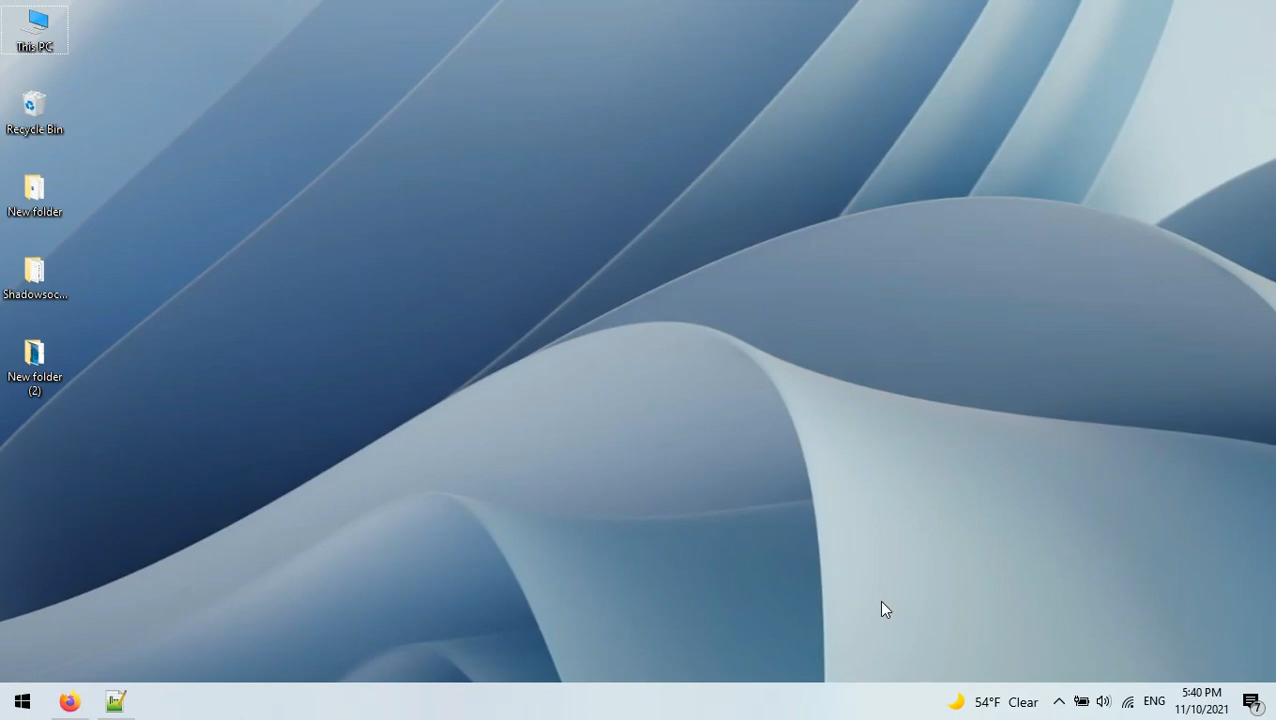 This PC
Recycle Bin
New folder
Shadowsoc...
New folder
(2)
54°F Clear
ENG
5:40 PM
11/10/2021
7